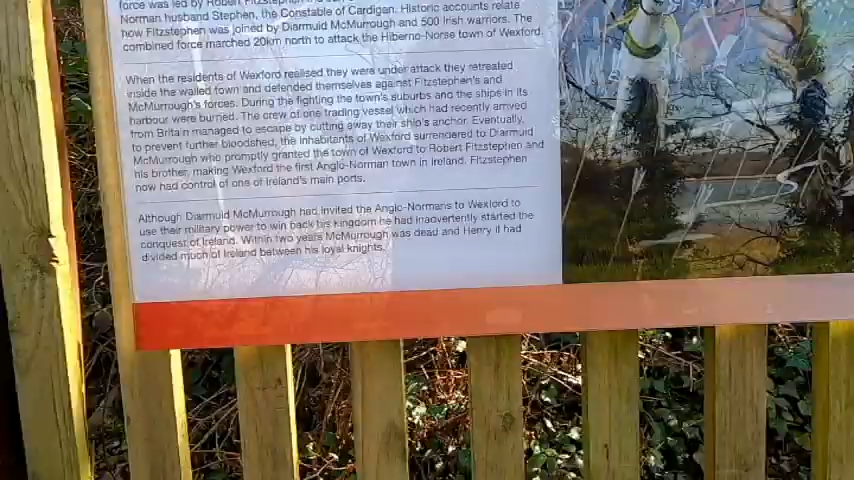 force was led by Robert Fitzstephen
Norman husband Stephen, the Constable of Cardigan. Historic accounts relate
how Fitzstephen was joined by Diarmuid McMurrough and 500 Irish warriors. The
combined force marched 20km north to attack the Hiberno-Norse town of Wexford.
When the residents of Wexford realised they were under attack they retreated
inside the walled town and defended themselves against Fitzstephen's and
McMurrough's forces. During the fighting the town's suburbs and the ships in its
harbour were burned. The crew of one trading vessel which had recently arrived
from Britain managed to escape by cutting away their ship's anchor. Eventually,
to prevent further bloodshed, the inhabitants of Wexford surrendered to Diarmuid
McMurrough who promptly granted the town of Wexford to Robert Fitzstephen and
his brother, making Wexford the first Anglo-Norman town in Ireland. Fitzstephen
now had control of one of Ireland's main ports.
Although Diarmuid McMurrough had invited the Anglo-Normans to Wexford to
use their military power to win back his kingdom he had inadvertently started the
conquest of Ireland. Within two years McMurrough was dead and Henry II had
divided much of Ireland between his loyal knights.